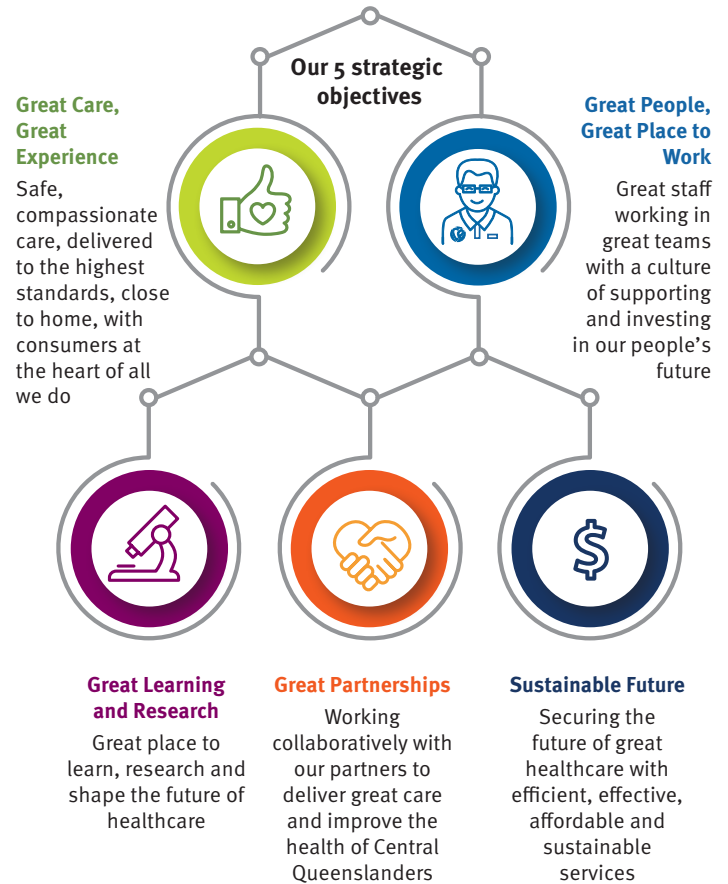 Our 5 strategic
objectives
Great Care,
Great
Experience
Safe,
compassionate
care, delivered
to the highest
standards, close
to home, with
consumers at
the heart of all
we do
Great People,
Great Place to
Work
Great staff
working in
great teams
with a culture
of supporting
and investing
in our people’s
future
Great Learning
and Research
Great place to
learn, research and
shape the future of
healthcare
Great Partnerships
Working
collaboratively with
our partners to
deliver great care
and improve the
health of Central
Queenslanders
$
Sustainable Future
Securing the
future of great
healthcare with
efficient, effective,
affordable and
sustainable
services